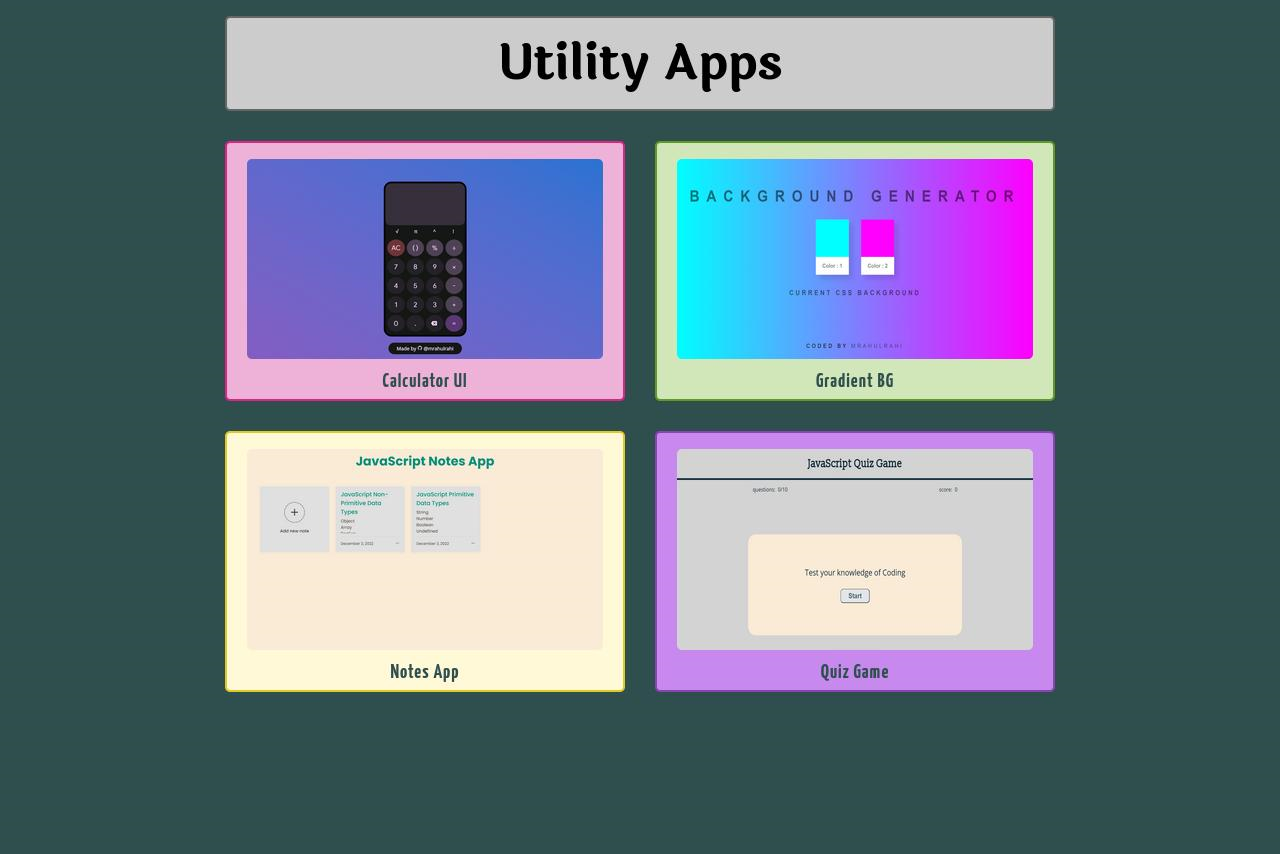 Utility Apps
√ π ^ !
AC ( ) % ÷
7 8 9 ×
4 5 6 -
1 2 3 +
0 . =
Made by @mrahulrahi
Calculator UI
BACKGROUND GENERATOR
Color : 1 Color : 2
CURRENT CSS BACKGROUND
CODED BY MRAHULRAHI
Gradient BG
JavaScript Notes App
Add new note
JavaScript Non-
Primitive Data
Types
Object
Array
December 3, 2022
JavaScript Primitive
Data Types
String
Number
Boolean
Undefined
December 3, 2022
Notes App
JavaScript Quiz Game
questions: 0/10 score: 0
Test your knowledge of Coding
Start
Quiz Game